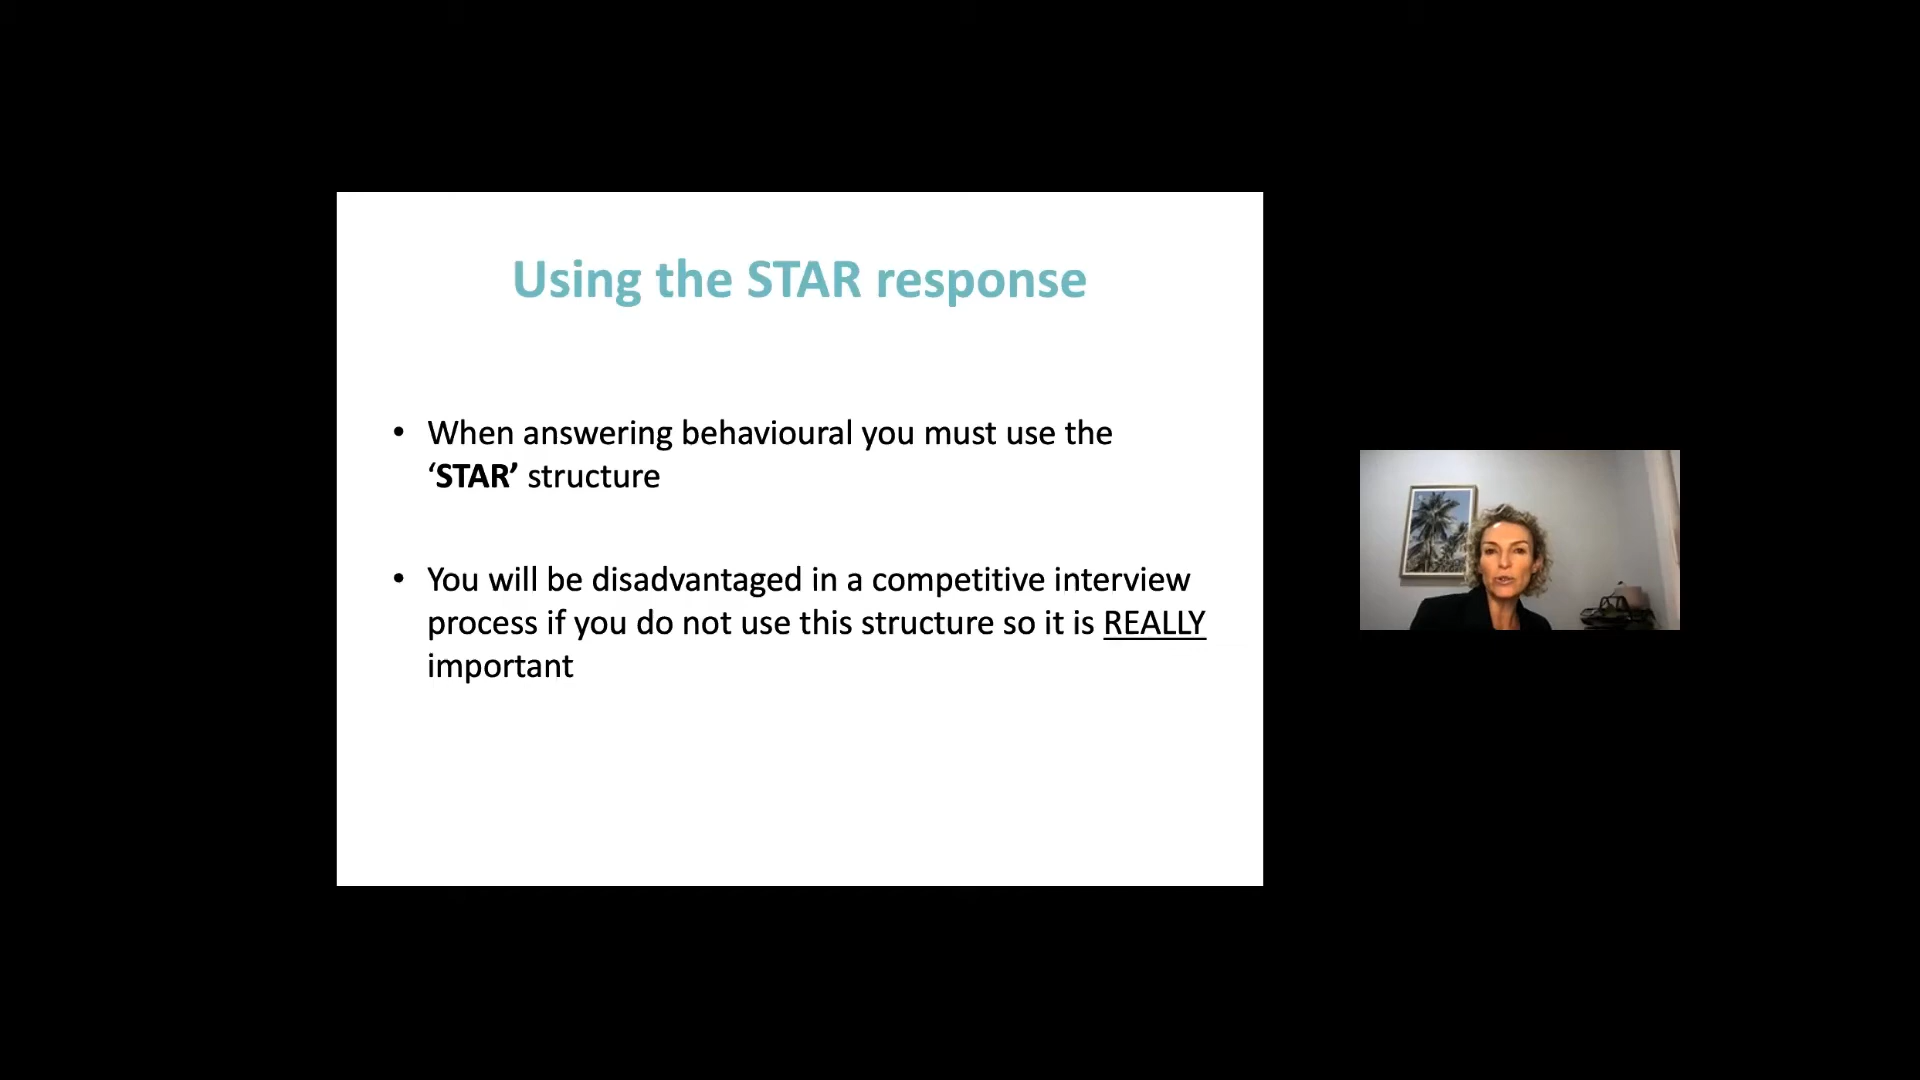 Using the STAR response
• When answering behavioural you must use the
‘STAR’ structure
• You will be disadvantaged in a competitive interview
process if you do not use this structure so it is REALLY
important